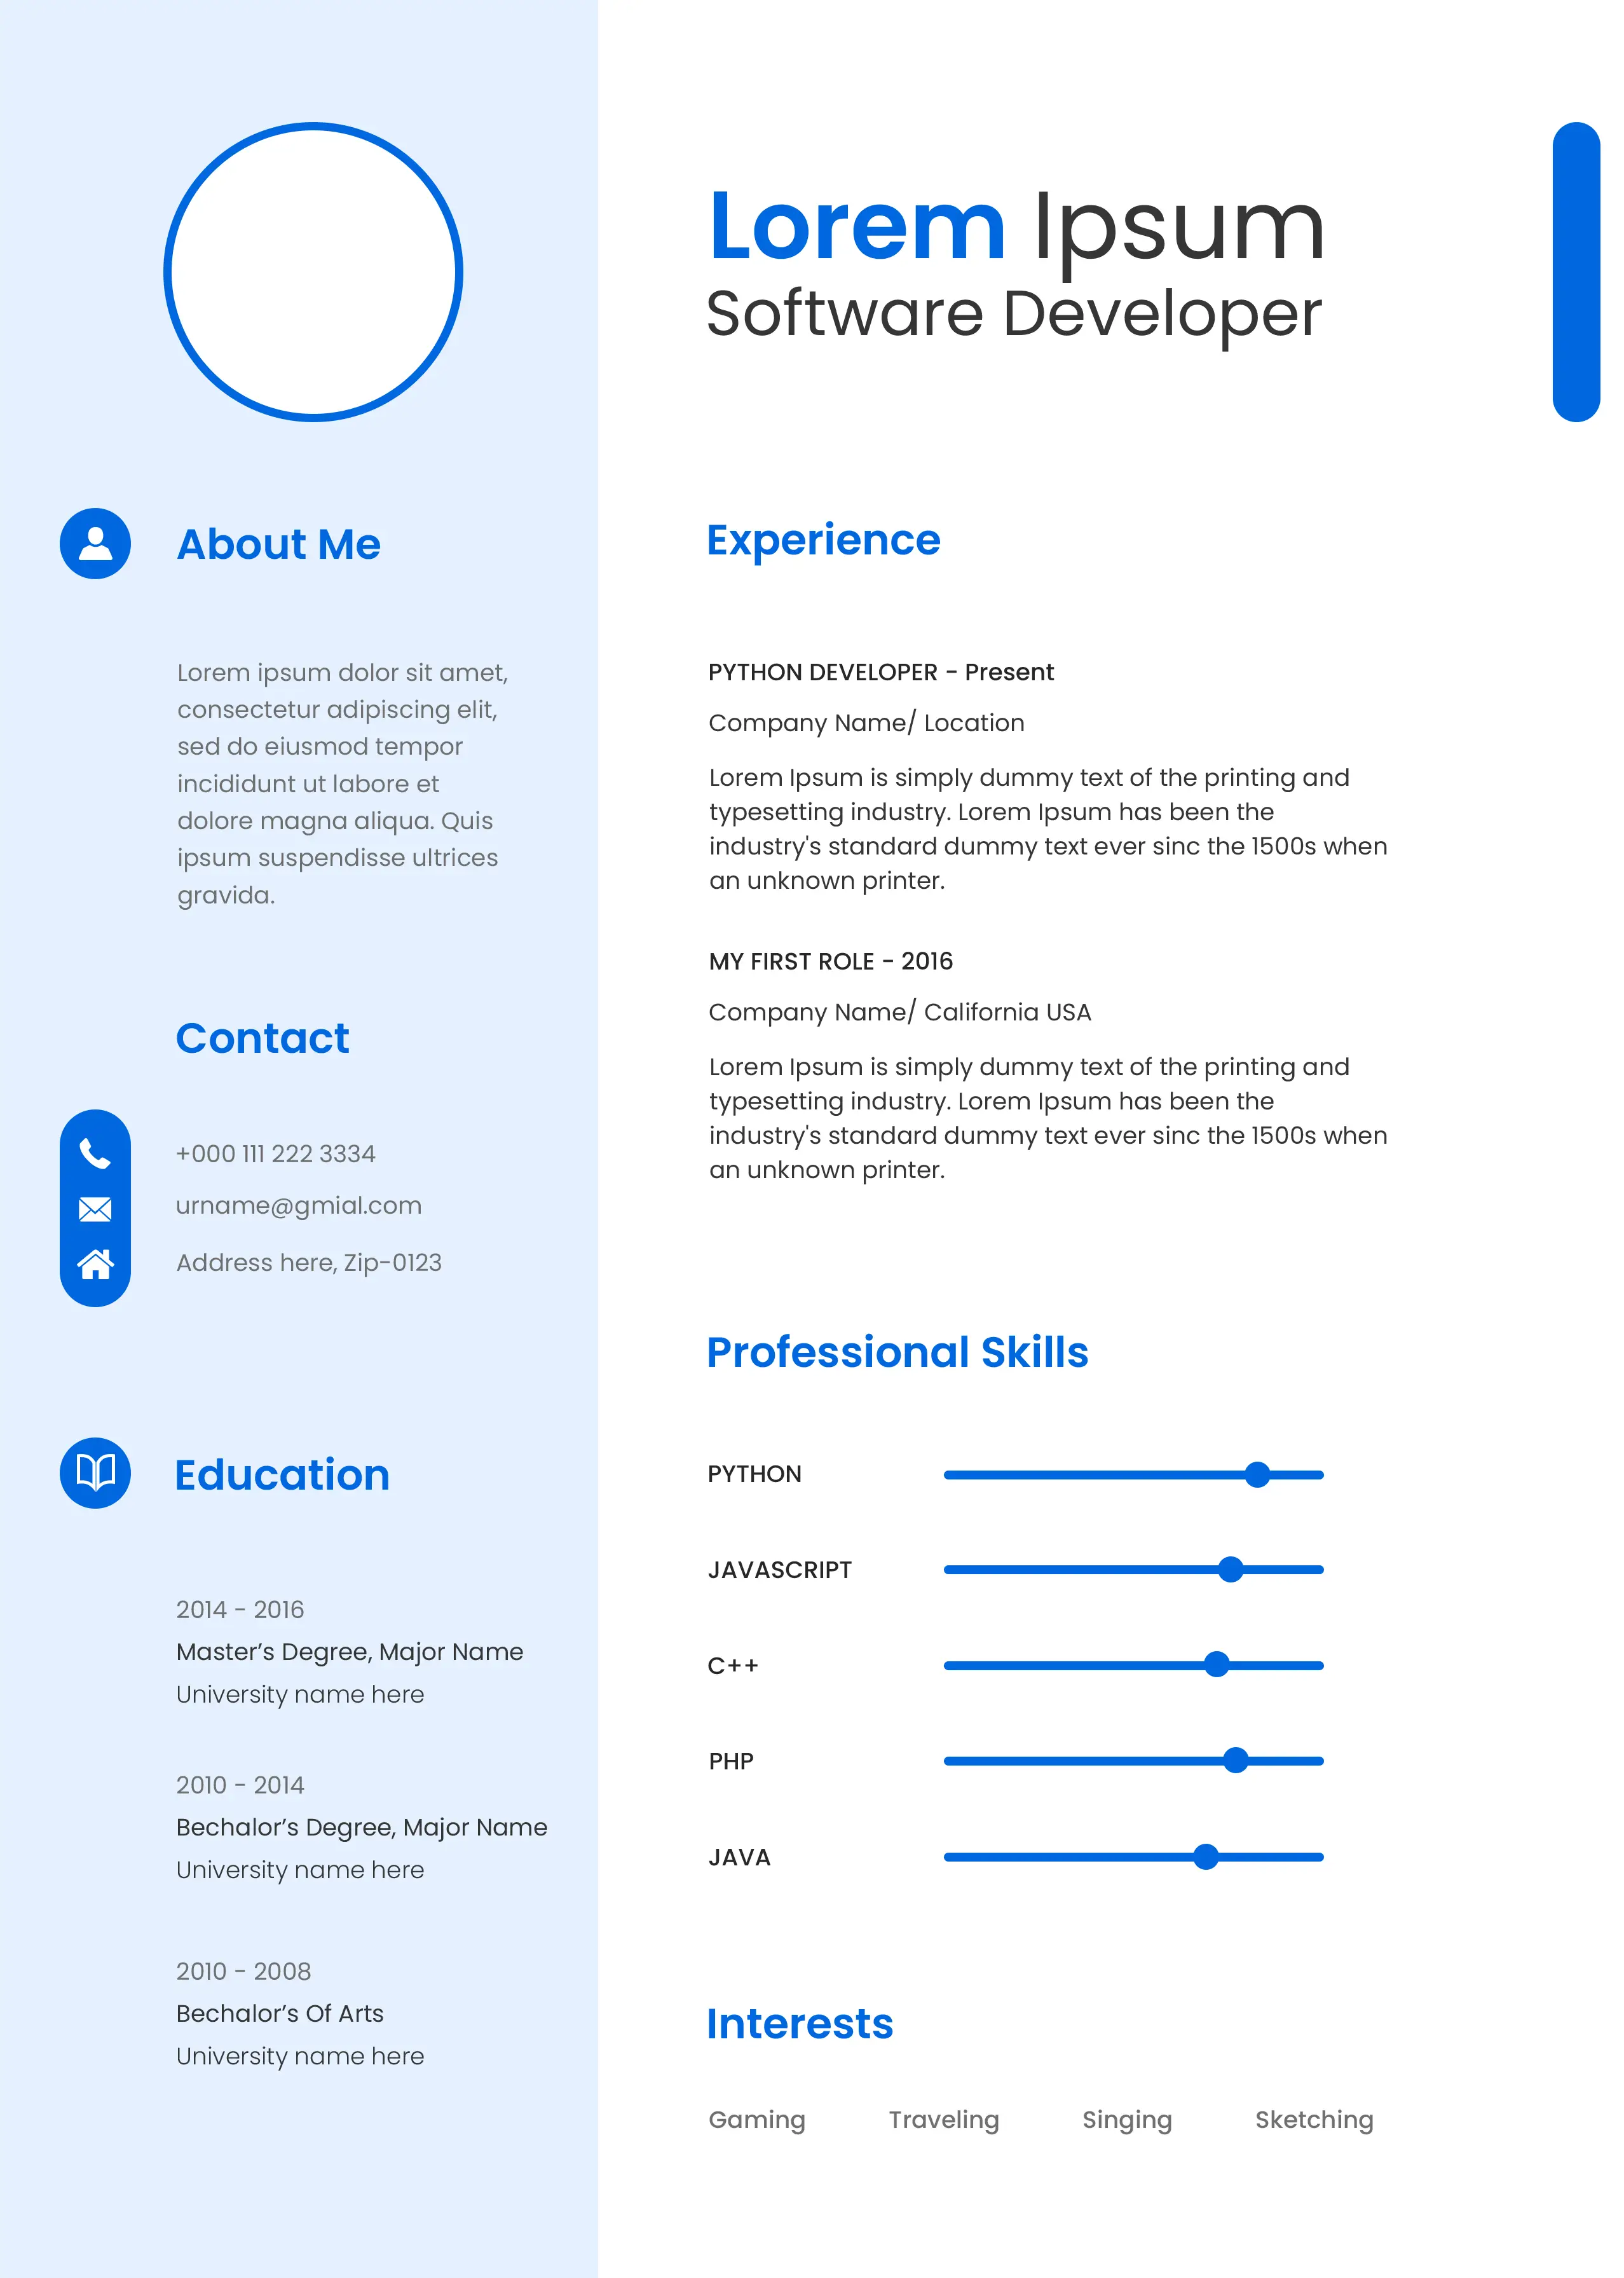 Lorem Ipsum
Software Developer
About Me
Lorem ipsum dolor sit amet,
consectetur adipiscing elit,
sed do eiusmod tempor
incididunt ut labore et
dolore magna aliqua. Quis
ipsum suspendisse ultrices
gravida.
Contact
+000 111 222 3334
urname@gmial.com
Address here, Zip-0123
Education
2014 - 2016
Master’s Degree, Major Name
University name here
2010 - 2014
Bechalor’s Degree, Major Name
University name here
2010 - 2008
Bechalor’s Of Arts
University name here
Experience
PYTHON DEVELOPER - Present
Company Name/ Location
Lorem Ipsum is simply dummy text of the printing and
typesetting industry. Lorem Ipsum has been the
industry's standard dummy text ever sinc the 1500s when
an unknown printer.
MY FIRST ROLE - 2016
Company Name/ California USA
Lorem Ipsum is simply dummy text of the printing and
typesetting industry. Lorem Ipsum has been the
industry's standard dummy text ever sinc the 1500s when
an unknown printer.
Professional Skills
PYTHON
JAVASCRIPT
C++
PHP
JAVA
Interests
Gaming Traveling Singing Sketching